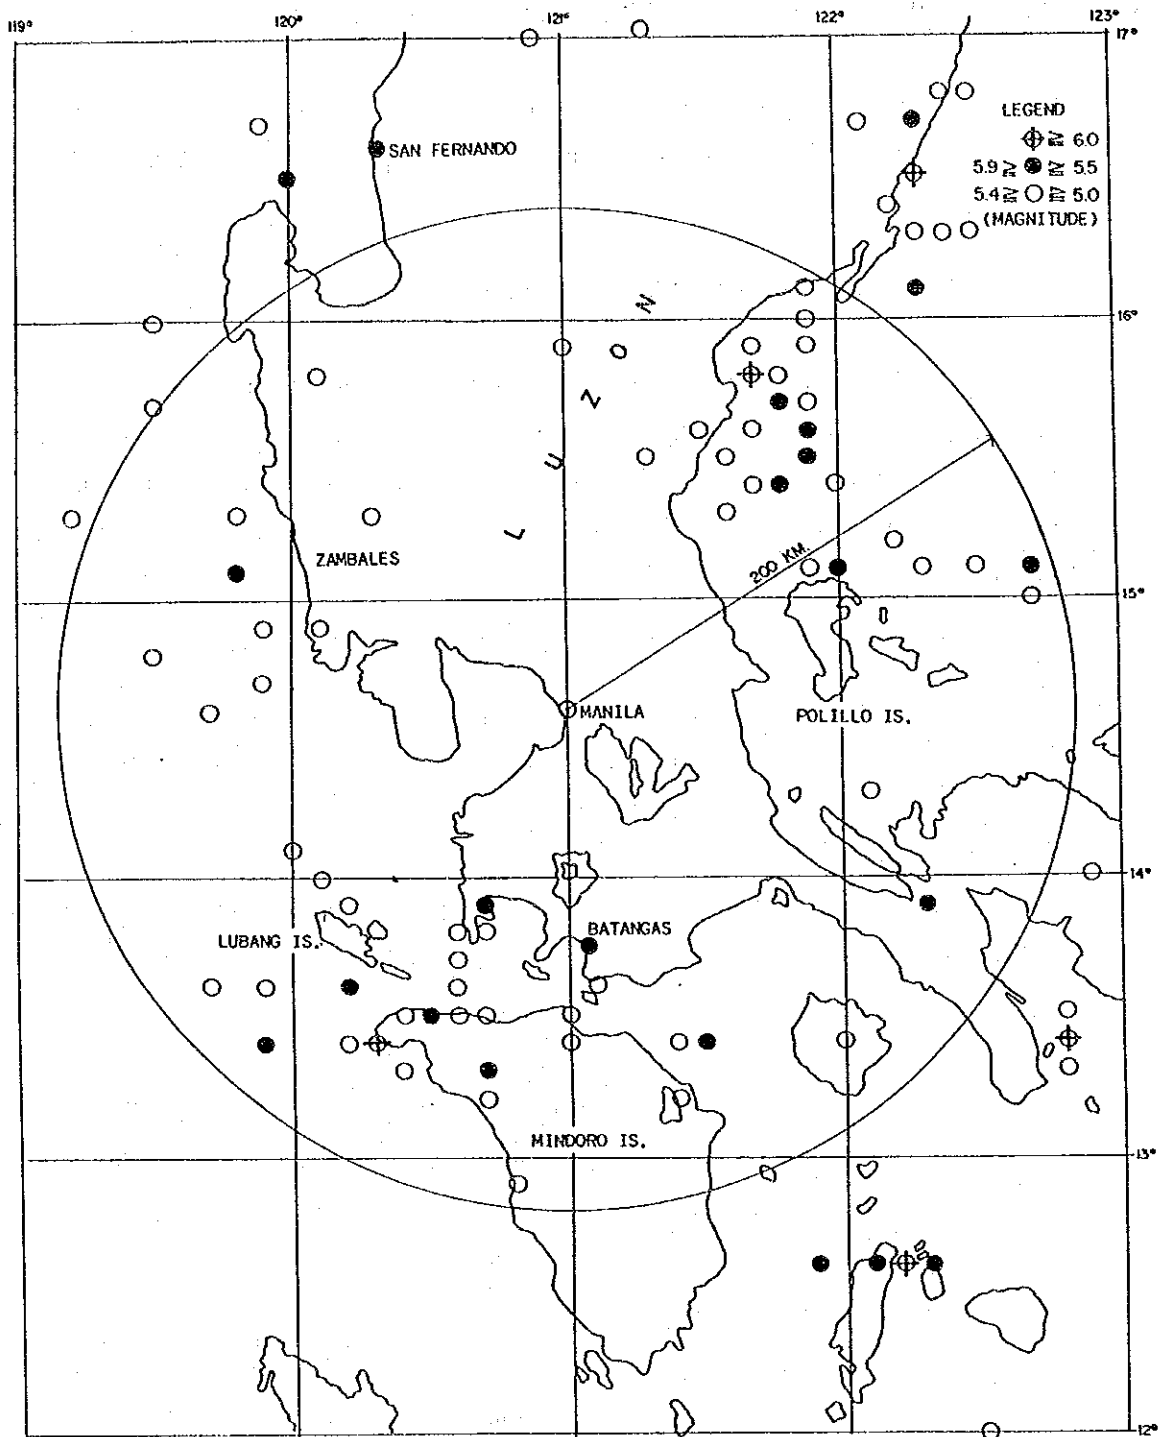 119° 120° 121° 122° 123°
17°
LEGEND
≧ 6.0
5.9 ≧ ≧ 5.5
5.4 ≧ ≧ 5.0
(MAGNITUDE)
SAN FERNANDO
16°
LUZON
ZAMBALES
200 KM.
15°
MANILA
POLILLO IS.
14°
LUBANG IS.
BATANGAS
MINDORO IS.
13°
12°